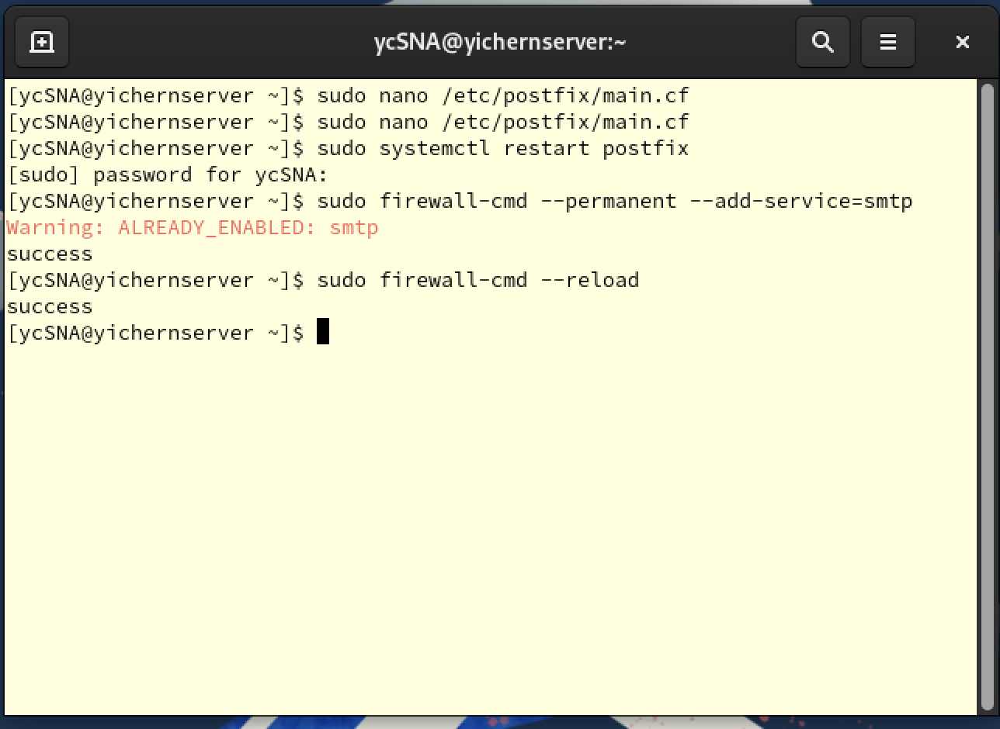 ycSNA@yichernserver:~
[ycSNA@yichernserver ~]$ sudo nano /etc/postfix/main.cf
[ycSNA@yichernserver ~]$ sudo nano /etc/postfix/main.cf
[ycSNA@yichernserver ~]$ sudo systemctl restart postfix
[sudo] password for ycSNA:
[ycSNA@yichernserver ~]$ sudo firewall-cmd --permanent --add-service=smtp
Warning: ALREADY_ENABLED: smtp
success
[ycSNA@yichernserver ~]$ sudo firewall-cmd --reload
success
[ycSNA@yichernserver ~]$